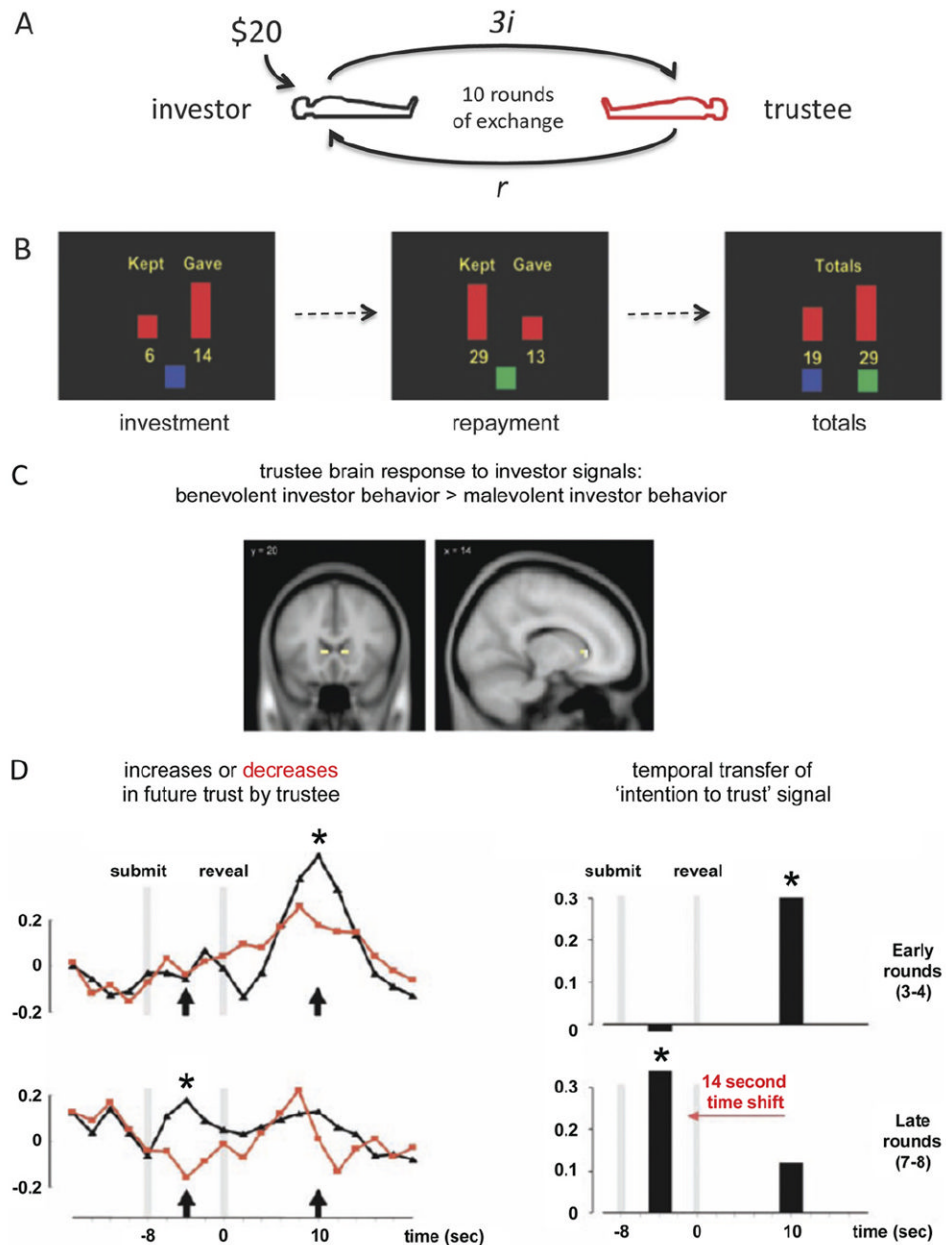 A
$20
3i
investor
10 rounds
of exchange
trustee
r
B
Kept Gave
6 14
investment
Kept Gave
29 13
repayment
Totals
19 29
totals
C
trustee brain response to investor signals:
benevolent investor behavior > malevolent investor behavior
y = 20
x = 14
D
increases or decreases
in future trust by trustee
temporal transfer of
'intention to trust' signal
submit reveal
*
0.2
0
-0.2
submit reveal
*
0.3
0.2
0.1
0
Early
rounds
(3-4)
*
0.2
0
-0.2
-8 0 10 time (sec)
*
0.3
0.2
0.1
0
14 second
time shift
Late
rounds
(7-8)
-8 0 10 time (sec)